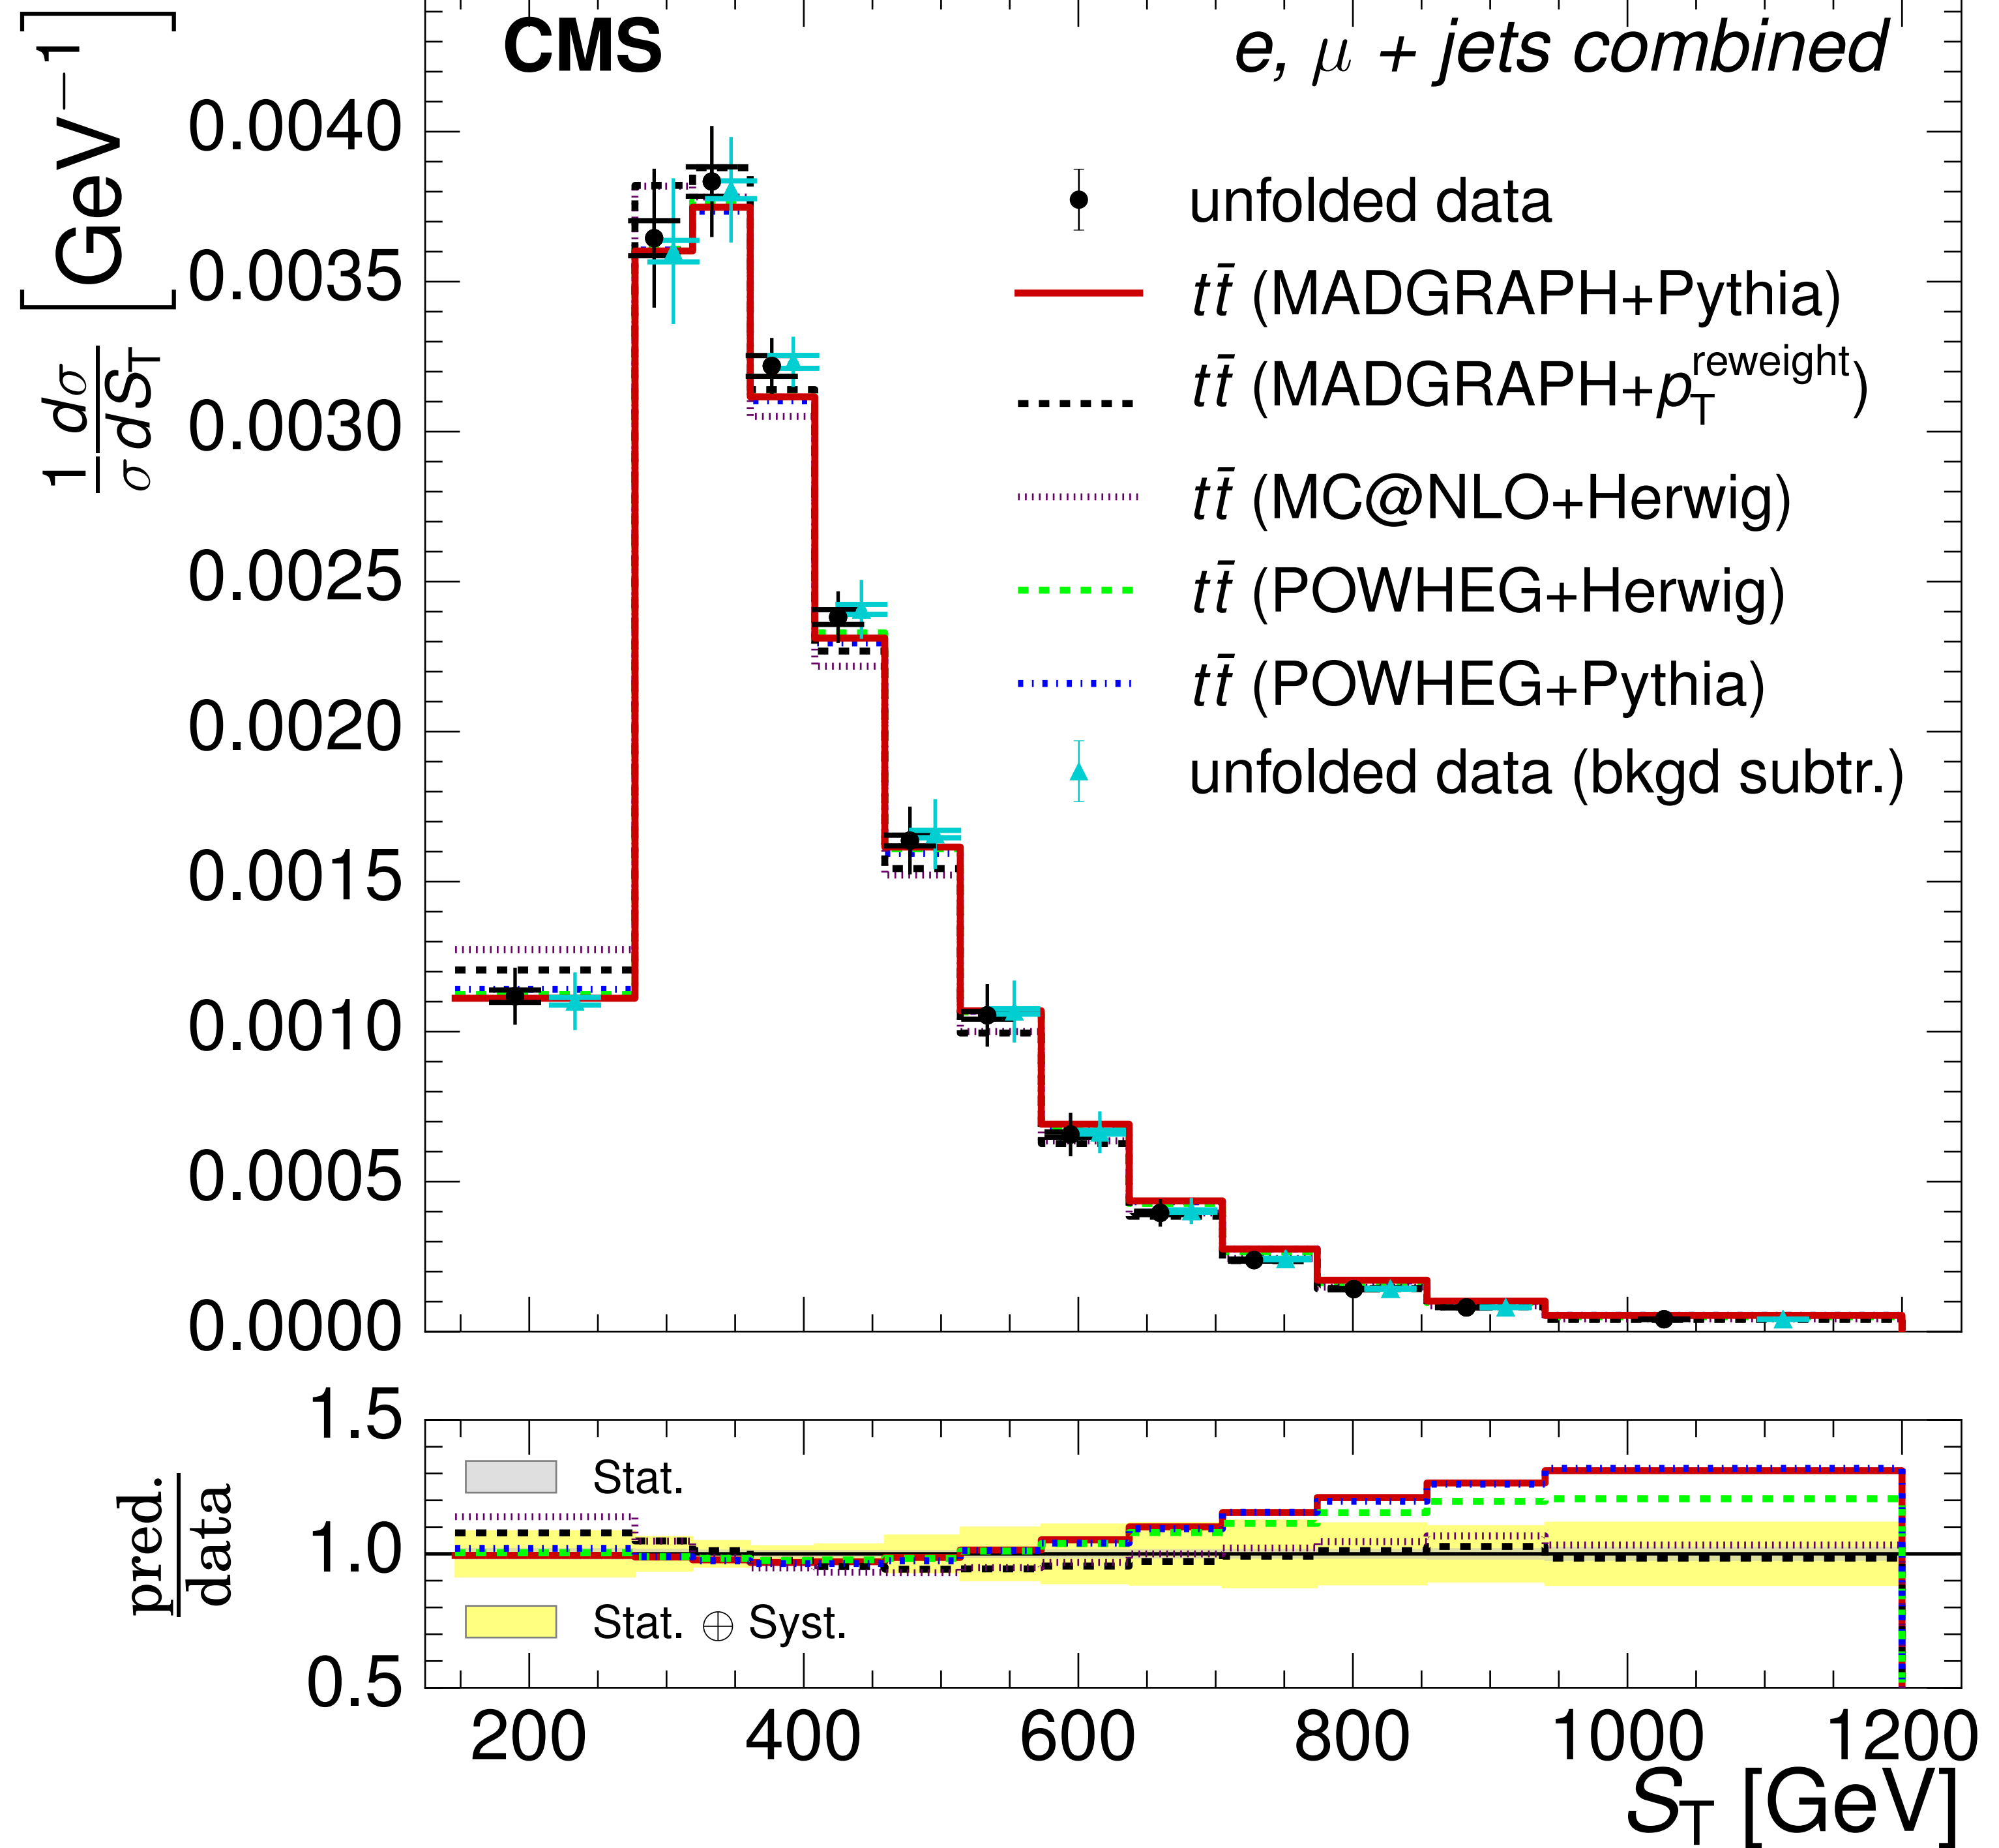 CMS
e, μ + jets combined
1/σ dσ/dS_T [GeV⁻¹]
0.0040
0.0035
0.0030
0.0025
0.0020
0.0015
0.0010
0.0005
0.0000
unfolded data
tt̄ (MADGRAPH+Pythia)
tt̄ (MADGRAPH+p_T^reweight)
tt̄ (MC@NLO+Herwig)
tt̄ (POWHEG+Herwig)
tt̄ (POWHEG+Pythia)
unfolded data (bkgd subtr.)
pred./data
1.5
1.0
0.5
Stat.
Stat. ⊕ Syst.
200 400 600 800 1000 1200
S_T [GeV]